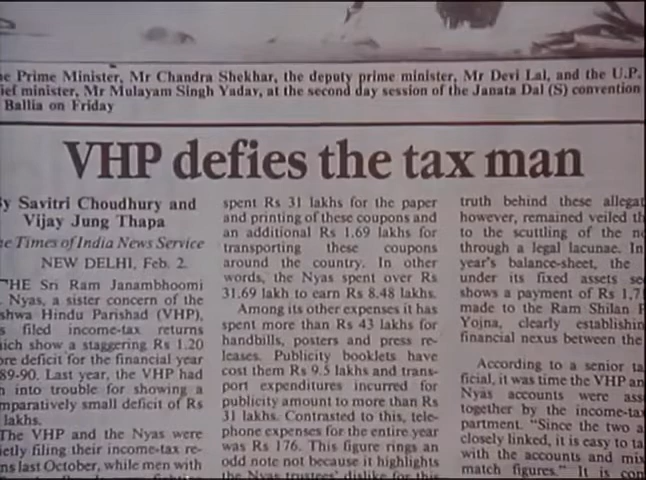 e Prime Minister, Mr Chandra Shekhar, the deputy prime minister, Mr Devi Lal, and the U.P.
ief minister, Mr Mulayam Singh Yadav, at the second day session of the Janata Dal (S) convention
Ballia on Friday
VHP defies the tax man
By Savitri Choudhury and
Vijay Jung Thapa
he Times of India News Service
NEW DELHI, Feb. 2.
THE Sri Ram Janambhoomi
Nyas, a sister concern of the
shwa Hindu Parishad (VHP),
s filed income-tax returns
ich show a staggering Rs 1.20
ore deficit for the financial year
89-90. Last year, the VHP had
n into trouble for showing a
mparatively small deficit of Rs
lakhs.
The VHP and the Nyas were
ietly filing their income-tax re-
ns last October, while men with
spent Rs 31 lakhs for the paper
and printing of these coupons and
an additional Rs 1.69 lakhs for
transporting these coupons
around the country. In other
words, the Nyas spent over Rs
31.69 lakh to earn Rs 8.48 lakhs.
Among its other expenses it has
spent more than Rs 43 lakhs for
handbills, posters and press re-
leases. Publicity booklets have
cost them Rs 9.5 lakhs and trans-
port expenditures incurred for
publicity amount to more than Rs
31 lakhs. Contrasted to this, tele-
phone expenses for the entire year
was Rs 176. This figure rings an
odd note not because it highlights
the Nyas trustees' dislike for this
truth behind these allegat
however, remained veiled th
to the scuttling of the no
through a legal lacunae. In
year's balance-sheet, the
under its fixed assets se
shows a payment of Rs 1,7
made to the Ram Shilan P
Yojna, clearly establishin
financial nexus between the
According to a senior ta
ficial, it was time the VHP an
Nyas accounts were ass
together by the income-ta
partment. "Since the two a
closely linked, it is easy to ta
with the accounts and mix
match figures." It is con